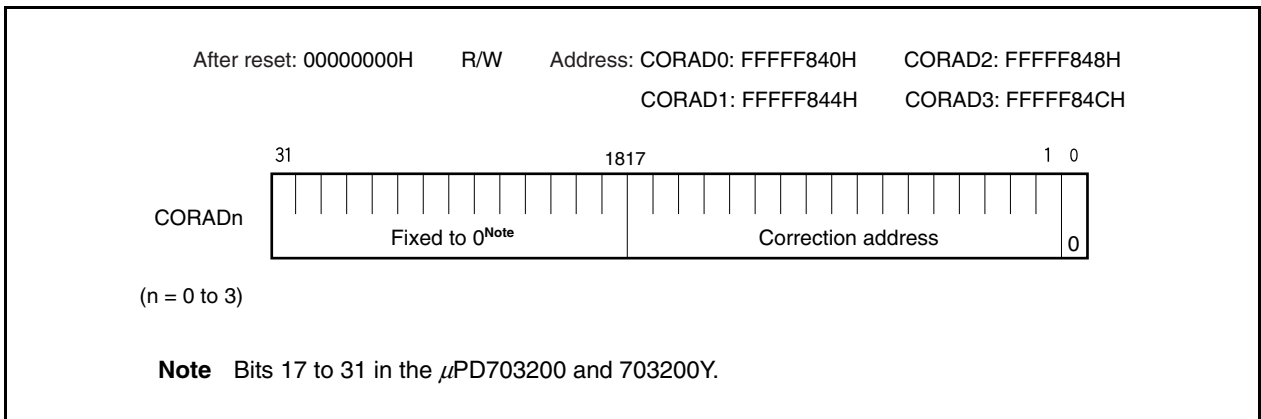 After reset: 00000000H R/W Address: CORAD0: FFFFF840H CORAD2: FFFFF848H
CORAD1: FFFFF844H CORAD3: FFFFF84CH
31 1817 1 0
CORADn
Fixed to 0Note Correction address 0
(n = 0 to 3)
Note Bits 17 to 31 in the μPD703200 and 703200Y.